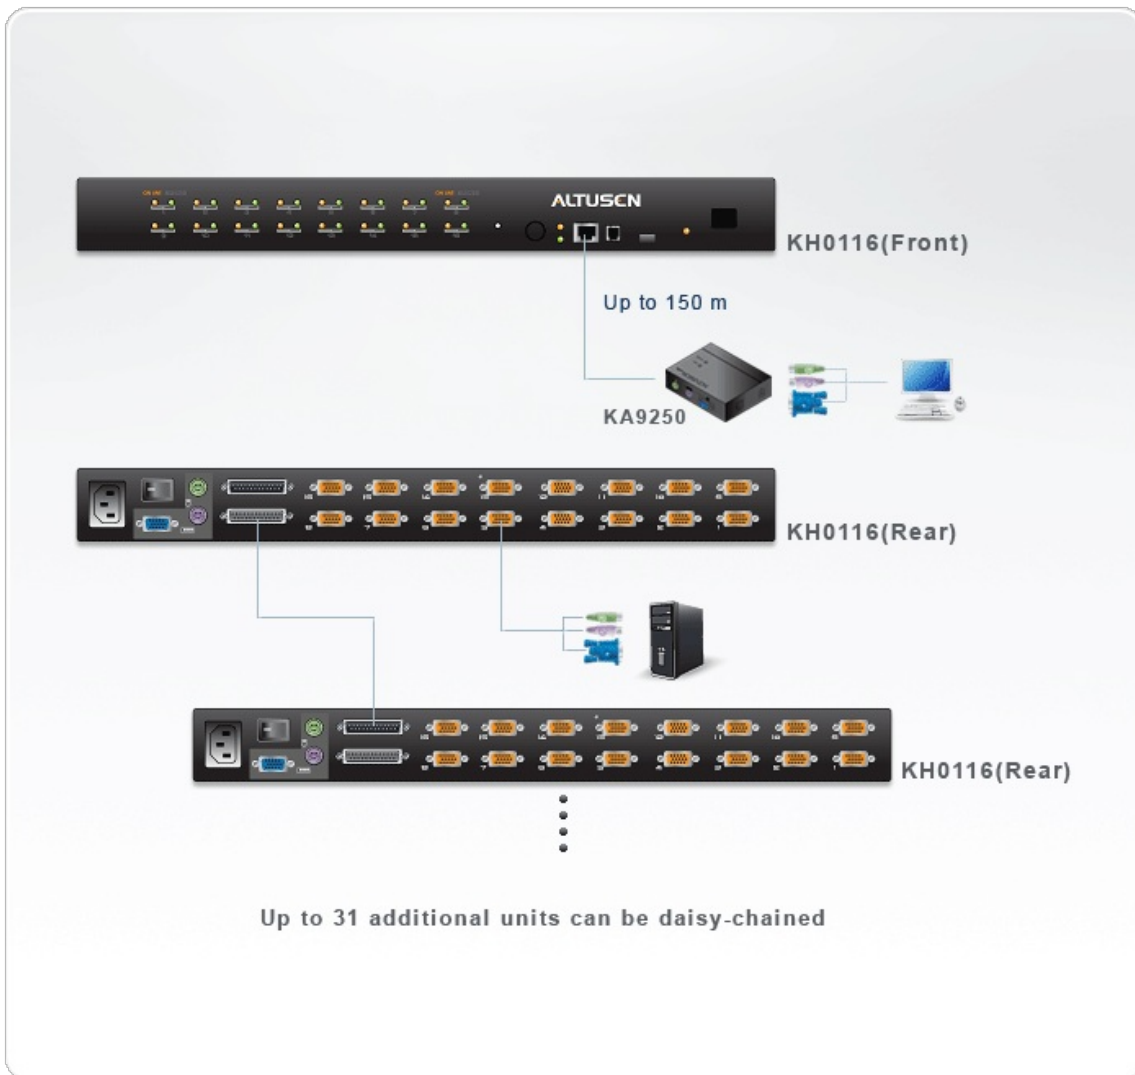 ALTUSCN
KH0116(Front)
Up to 150 m
KA9250
KH0116(Rear)
KH0116(Rear)
Up to 31 additional units can be daisy-chained